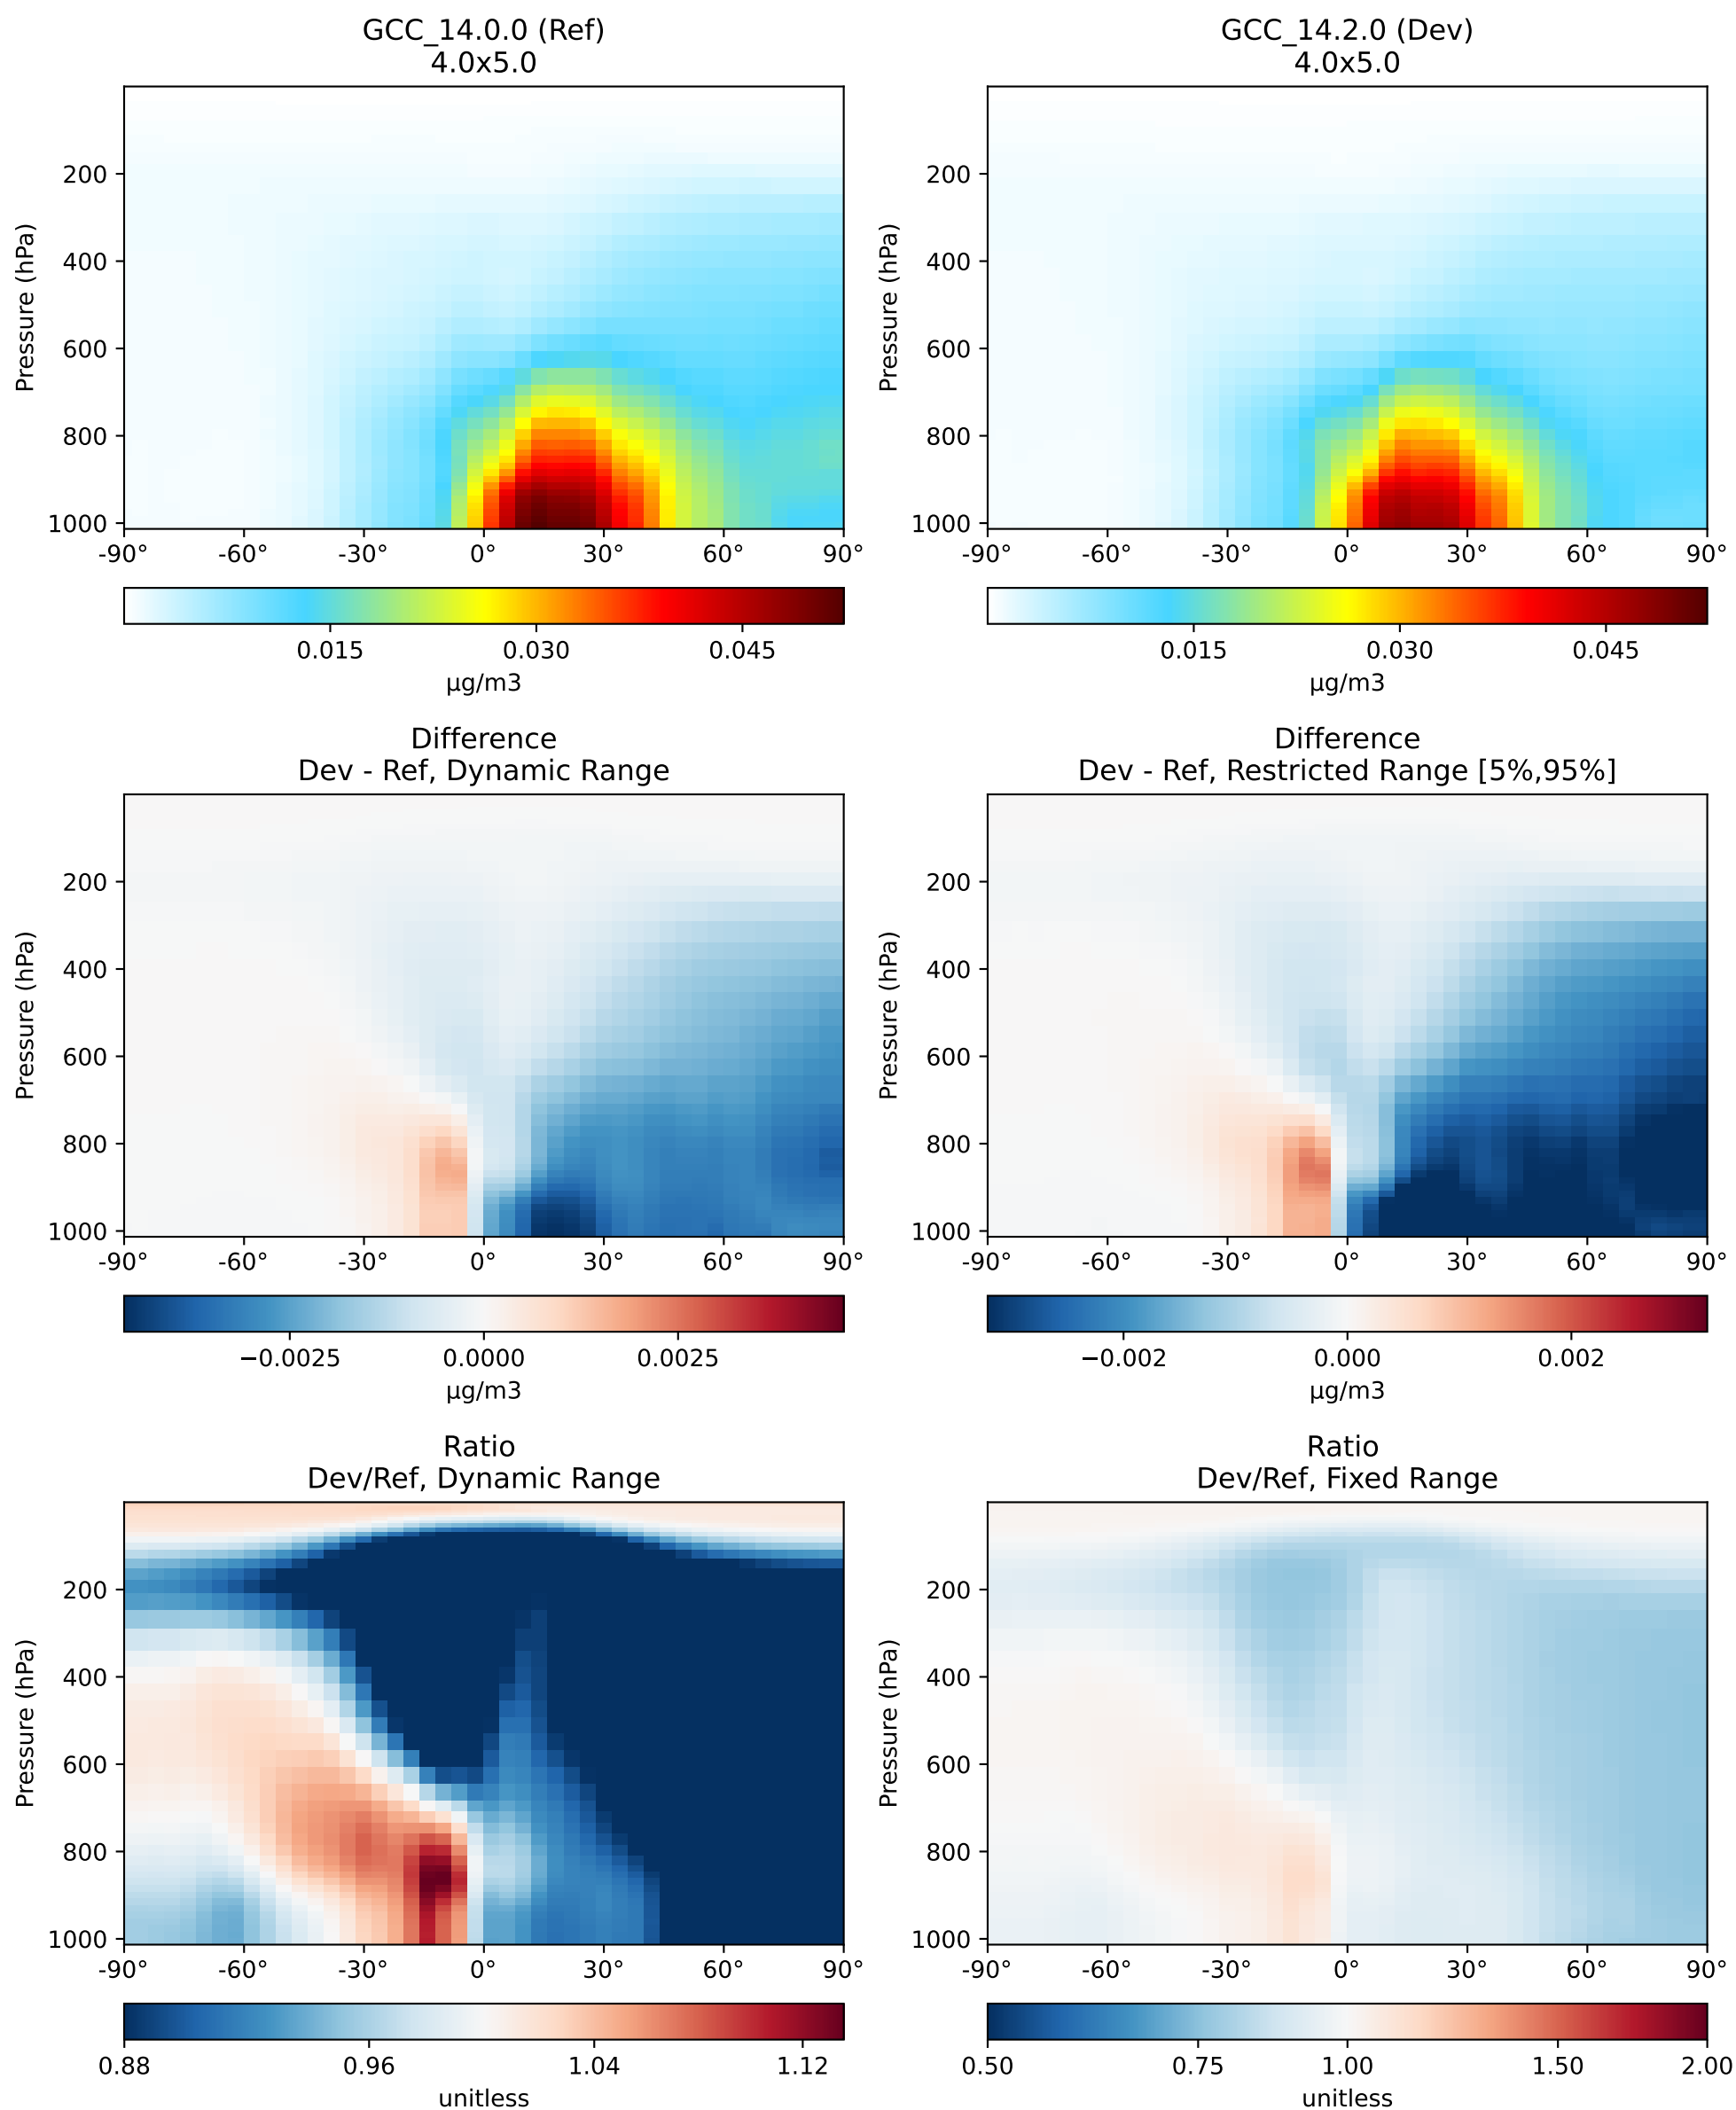 GCC_14.0.0 (Ref)
4.0x5.0
GCC_14.2.0 (Dev)
4.0x5.0
Pressure (hPa)
200
400
600
800
1000
-90° -60° -30° 0° 30° 60° 90°
0.015 0.030 0.045
μg/m3
Pressure (hPa)
200
400
600
800
1000
-90° -60° -30° 0° 30° 60° 90°
0.015 0.030 0.045
μg/m3
Difference
Dev - Ref, Dynamic Range
Pressure (hPa)
200
400
600
800
1000
-90° -60° -30° 0° 30° 60° 90°
−0.0025 0.0000 0.0025
μg/m3
Difference
Dev - Ref, Restricted Range [5%,95%]
Pressure (hPa)
200
400
600
800
1000
-90° -60° -30° 0° 30° 60° 90°
−0.002 0.000 0.002
μg/m3
Ratio
Dev/Ref, Dynamic Range
Pressure (hPa)
200
400
600
800
1000
-90° -60° -30° 0° 30° 60° 90°
0.88 0.96 1.04 1.12
unitless
Ratio
Dev/Ref, Fixed Range
Pressure (hPa)
200
400
600
800
1000
-90° -60° -30° 0° 30° 60° 90°
0.50 0.75 1.00 1.50 2.00
unitless